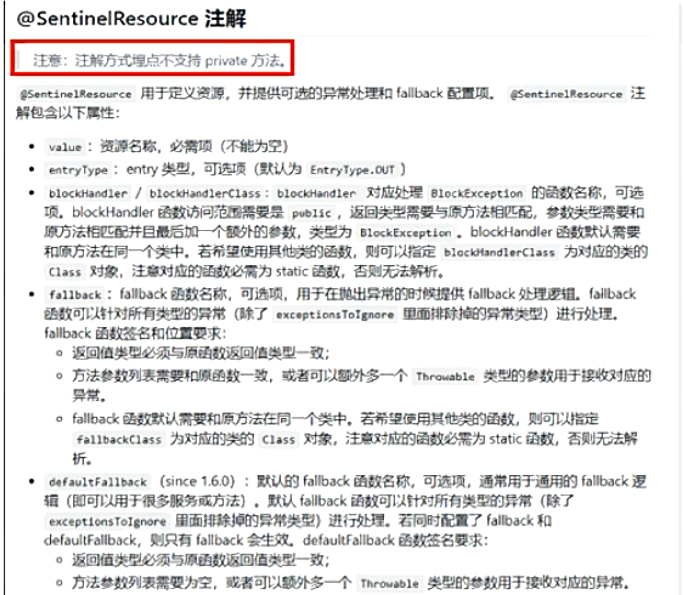 @SentinelResource 注解
注意：注解方式埋点不支持 private 方法。
@SentinelResource 用于定义资源，并提供可选的异常处理和 fallback 配置项。 @SentinelResource 注
解包含以下属性：
value：资源名称，必需项（不能为空）
entryType：entry 类型，可选项（默认为 EntryType.OUT）
blockHandler / blockHandlerClass：blockHandler 对应处理 BlockException 的函数名称，可选
项。blockHandler 函数访问范围需要是 public，返回类型需要与原方法相匹配，参数类型需要和
原方法相匹配并且最后加一个额外的参数，类型为 BlockException。blockHandler 函数默认需要
和原方法在同一个类中。若希望使用其他类的函数，则可以指定 blockHandlerClass 为对应的类的
Class 对象，注意对应的函数必需为 static 函数，否则无法解析。
fallback：fallback 函数名称，可选项，用于在抛出异常的时候提供 fallback 处理逻辑。fallback
函数可以针对所有类型的异常（除了 exceptionsToIgnore 里面排除掉的异常类型）进行处理。
fallback 函数签名和位置要求：
返回值类型必须与原函数返回值类型一致；
方法参数列表需要和原函数一致，或者可以额外多一个 Throwable 类型的参数用于接收对应的
异常。
fallback 函数默认需要和原方法在同一个类中。若希望使用其他类的函数，则可以指定
fallbackClass 为对应的类的 Class 对象，注意对应的函数必需为 static 函数，否则无法解
析。
defaultFallback（since 1.6.0）：默认的 fallback 函数名称，可选项，通常用于通用的 fallback 逻
辑（即可以用于很多服务或方法）。默认 fallback 函数可以针对所有类型的异常（除了
exceptionsToIgnore 里面排除掉的异常类型）进行处理。若同时配置了 fallback 和
defaultFallback，则只有 fallback 会生效。defaultFallback 函数签名要求：
返回值类型必须与原函数返回值类型一致；
方法参数列表需要为空，或者可以额外多一个 Throwable 类型的参数用于接收对应的异常。